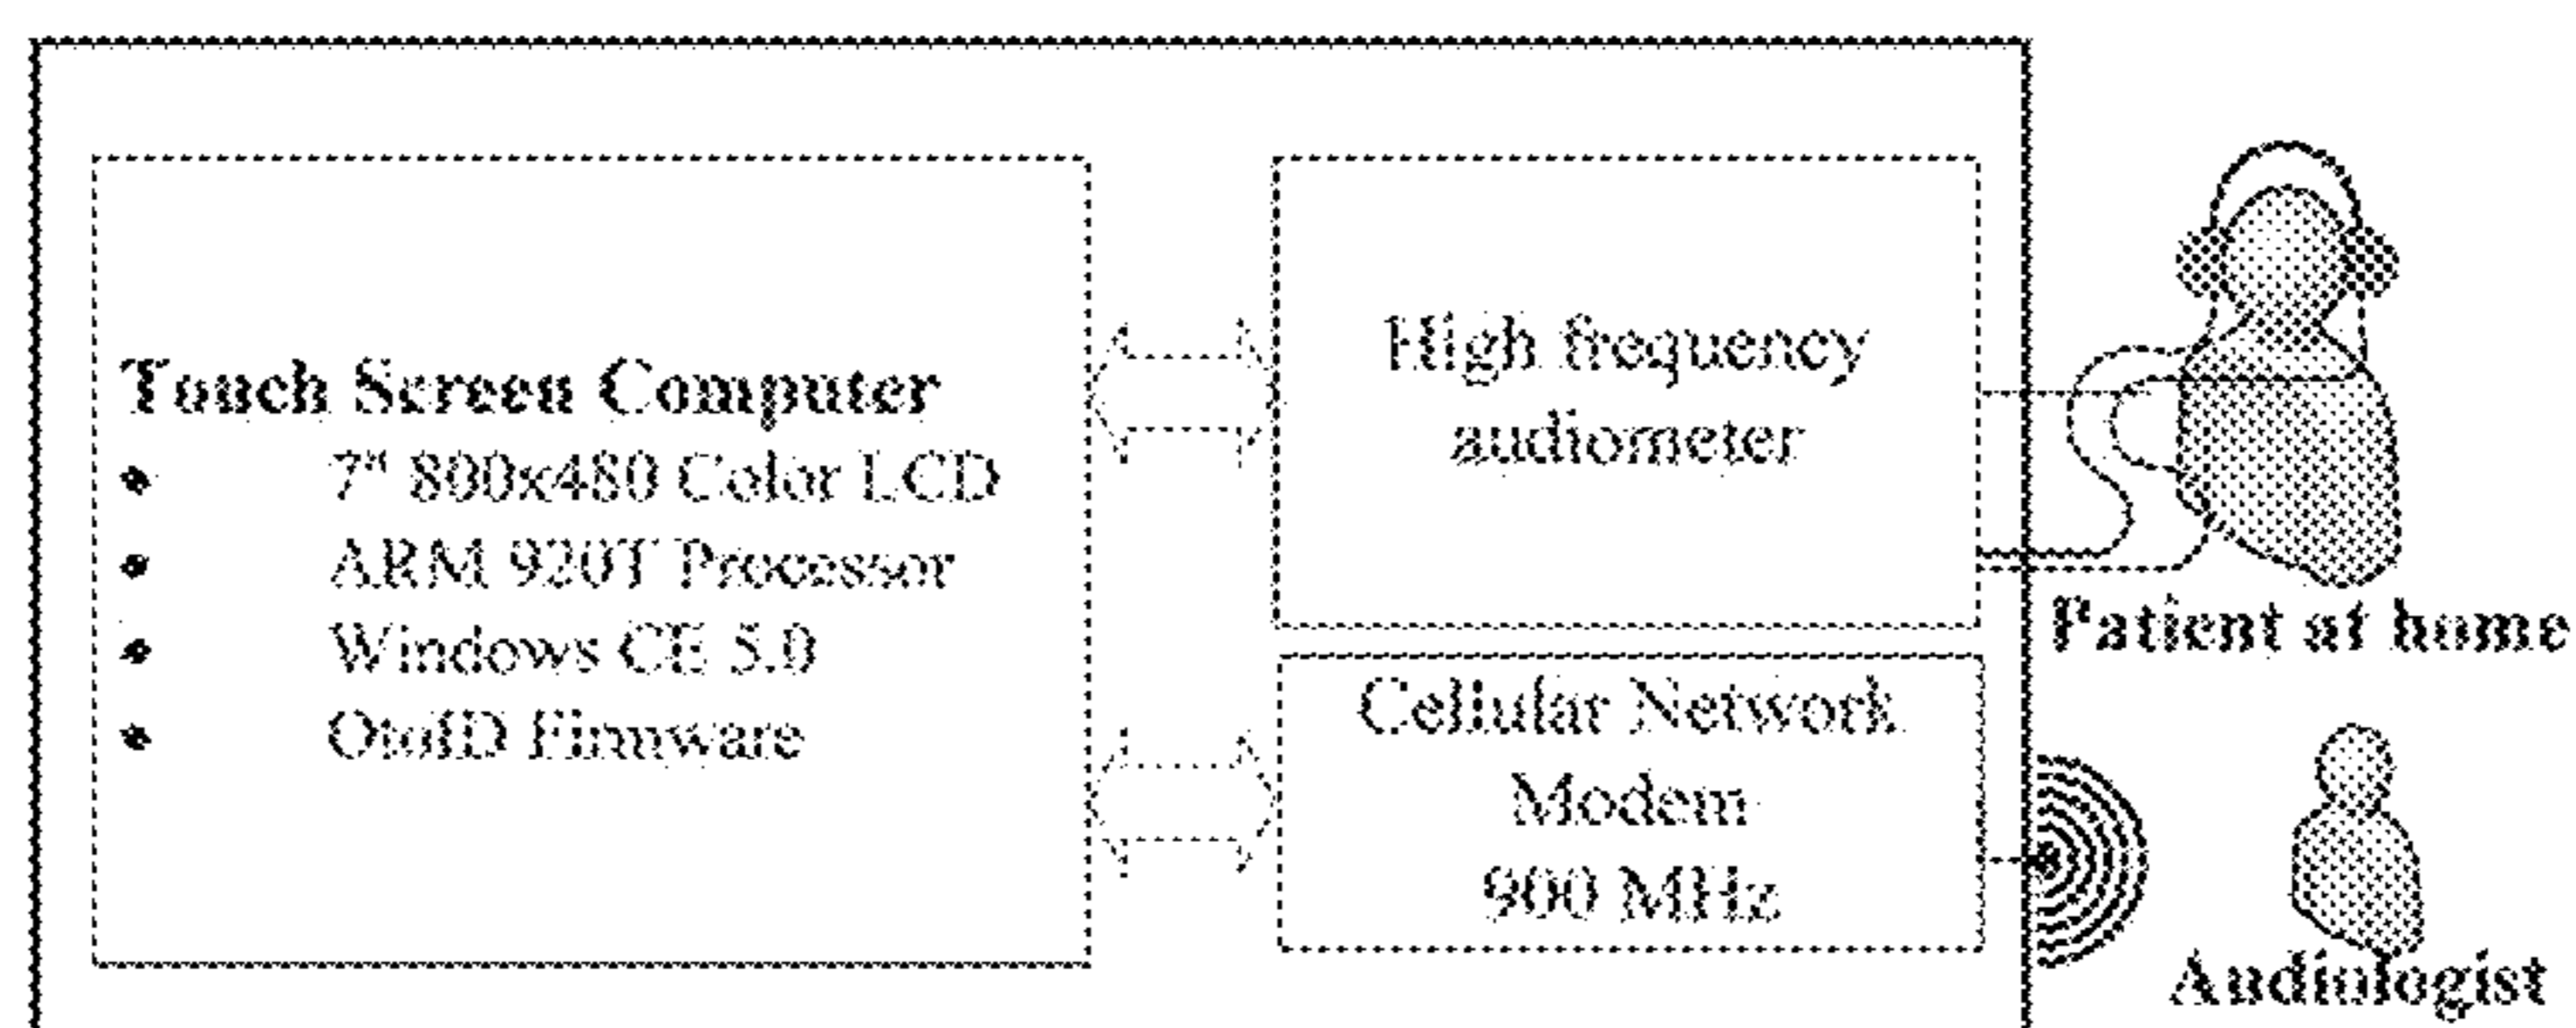 Touch Screen Computer
• 7" 800x480 Color LCD
• ARM 920T Processor
• Windows CE 5.0
• OtoID Firmware
High frequency
audiometer
Cellular Network
Modem
900 MHz
Patient at home
Audiologist